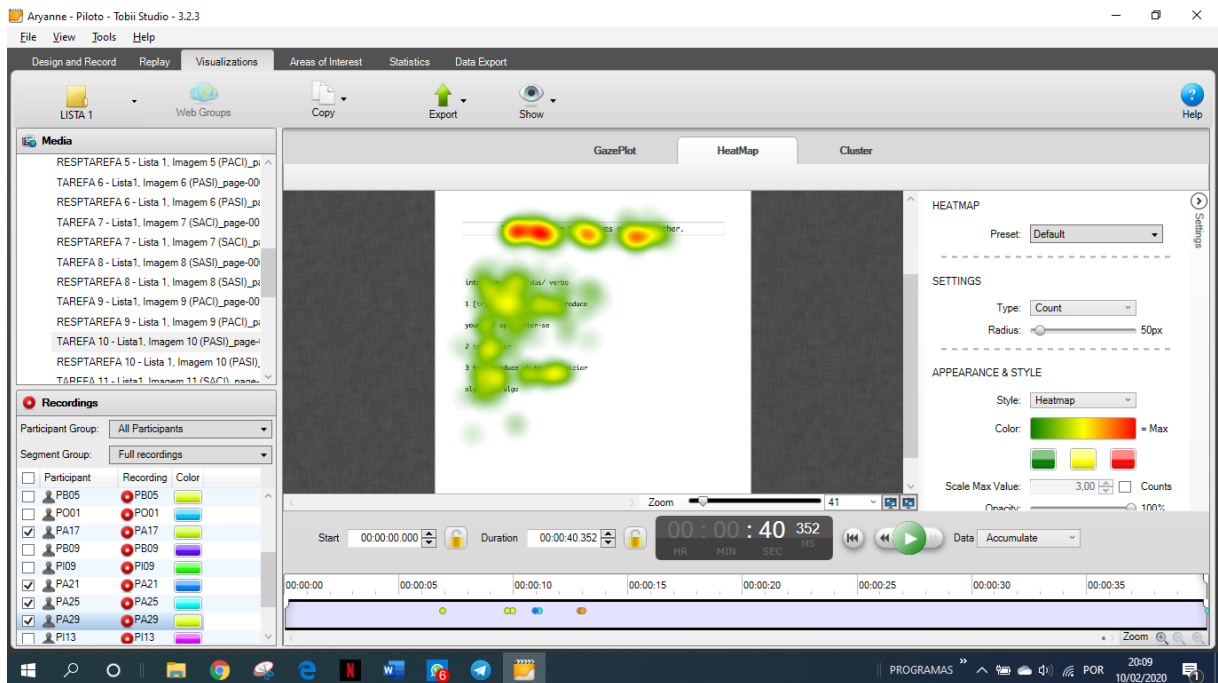 Aryanne - Piloto - Tobii Studio - 3.2.3
File View Tools Help
Design and Record Replay Visualizations Areas of Interest Statistics Data Export
LISTA 1 Web Groups Copy Export Show Help
Media
RESPTAREFA 5 - Lista 1, Imagem 5 (PACI)_pa
TAREFA 6 - Lista1, Imagem 6 (PASI)_page-00
RESPTAREFA 6 - Lista 1, Imagem 6 (PASI)_pa
TAREFA 7 - Lista1, Imagem 7 (SACI)_page-00
RESPTAREFA 7 - Lista 1, Imagem 7 (SACI)_pa
TAREFA 8 - Lista1, Imagem 8 (SASI)_page-00
RESPTAREFA 8 - Lista 1, Imagem 8 (SASI)_pa
TAREFA 9 - Lista1, Imagem 9 (PACI)_page-00
RESPTAREFA 9 - Lista 1, Imagem 9 (PACI)_pa
TAREFA 10 - Lista1, Imagem 10 (PASI)_page-
RESPTAREFA 10 - Lista 1, Imagem 10 (PASI)_
TAREFA 11 - Lista1, Imagem 11 (SACI)_page-
GazePlot HeatMap Cluster
verbo
1
2
3
HEATMAP
Preset: Default
SETTINGS
Type: Count
Radius: 50px
APPEARANCE & STYLE
Style: Heatmap
Color: = Max
Scale Max Value: 3,00 Counts
Opacity: 100%
Settings
Zoom 41
Recordings
Participant Group: All Participants
Segment Group: Full recordings
Participant Recording Color
PB05 PB05
PO01 PO01
PA17 PA17
PB09 PB09
PI09 PI09
PA21 PA21
PA25 PA25
PA29 PA29
PI13 PI13
Start 00:00:00.000 Duration 00:00:40.352 00 : 00 : 40 352 Data Accumulate
HR MIN SEC MS
00:00:00 00:00:05 00:00:10 00:00:15 00:00:20 00:00:25 00:00:30 00:00:35
Zoom
6 PROGRAMAS POR 20:09
10/02/2020 1